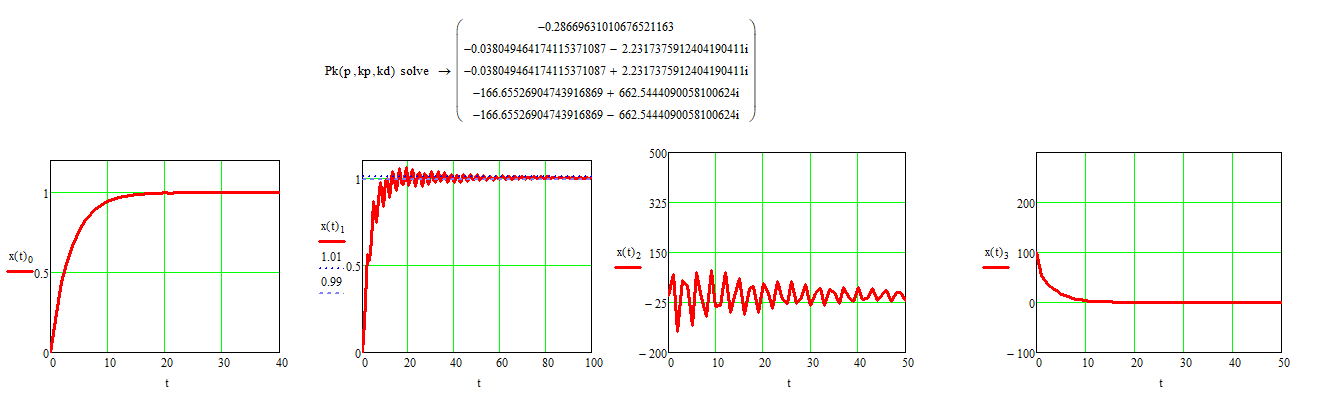 -0.28669631010676521163
-0.038049464174115371087 - 2.2317375912404190411i
Pk(p,kp,kd) solve → -0.038049464174115371087 + 2.2317375912404190411i
-166.65526904743916869 + 662.5444090058100624i
-166.65526904743916869 - 662.5444090058100624i
x(t)0
1
0.5
0
0 10 20 30 40
t
x(t)1
1.01
0.99
1
0.5
0
0 20 40 60 80 100
t
x(t)2
500
325
150
-25
-200
0 10 20 30 40 50
t
x(t)3
200
100
0
-100
0 10 20 30 40 50
t